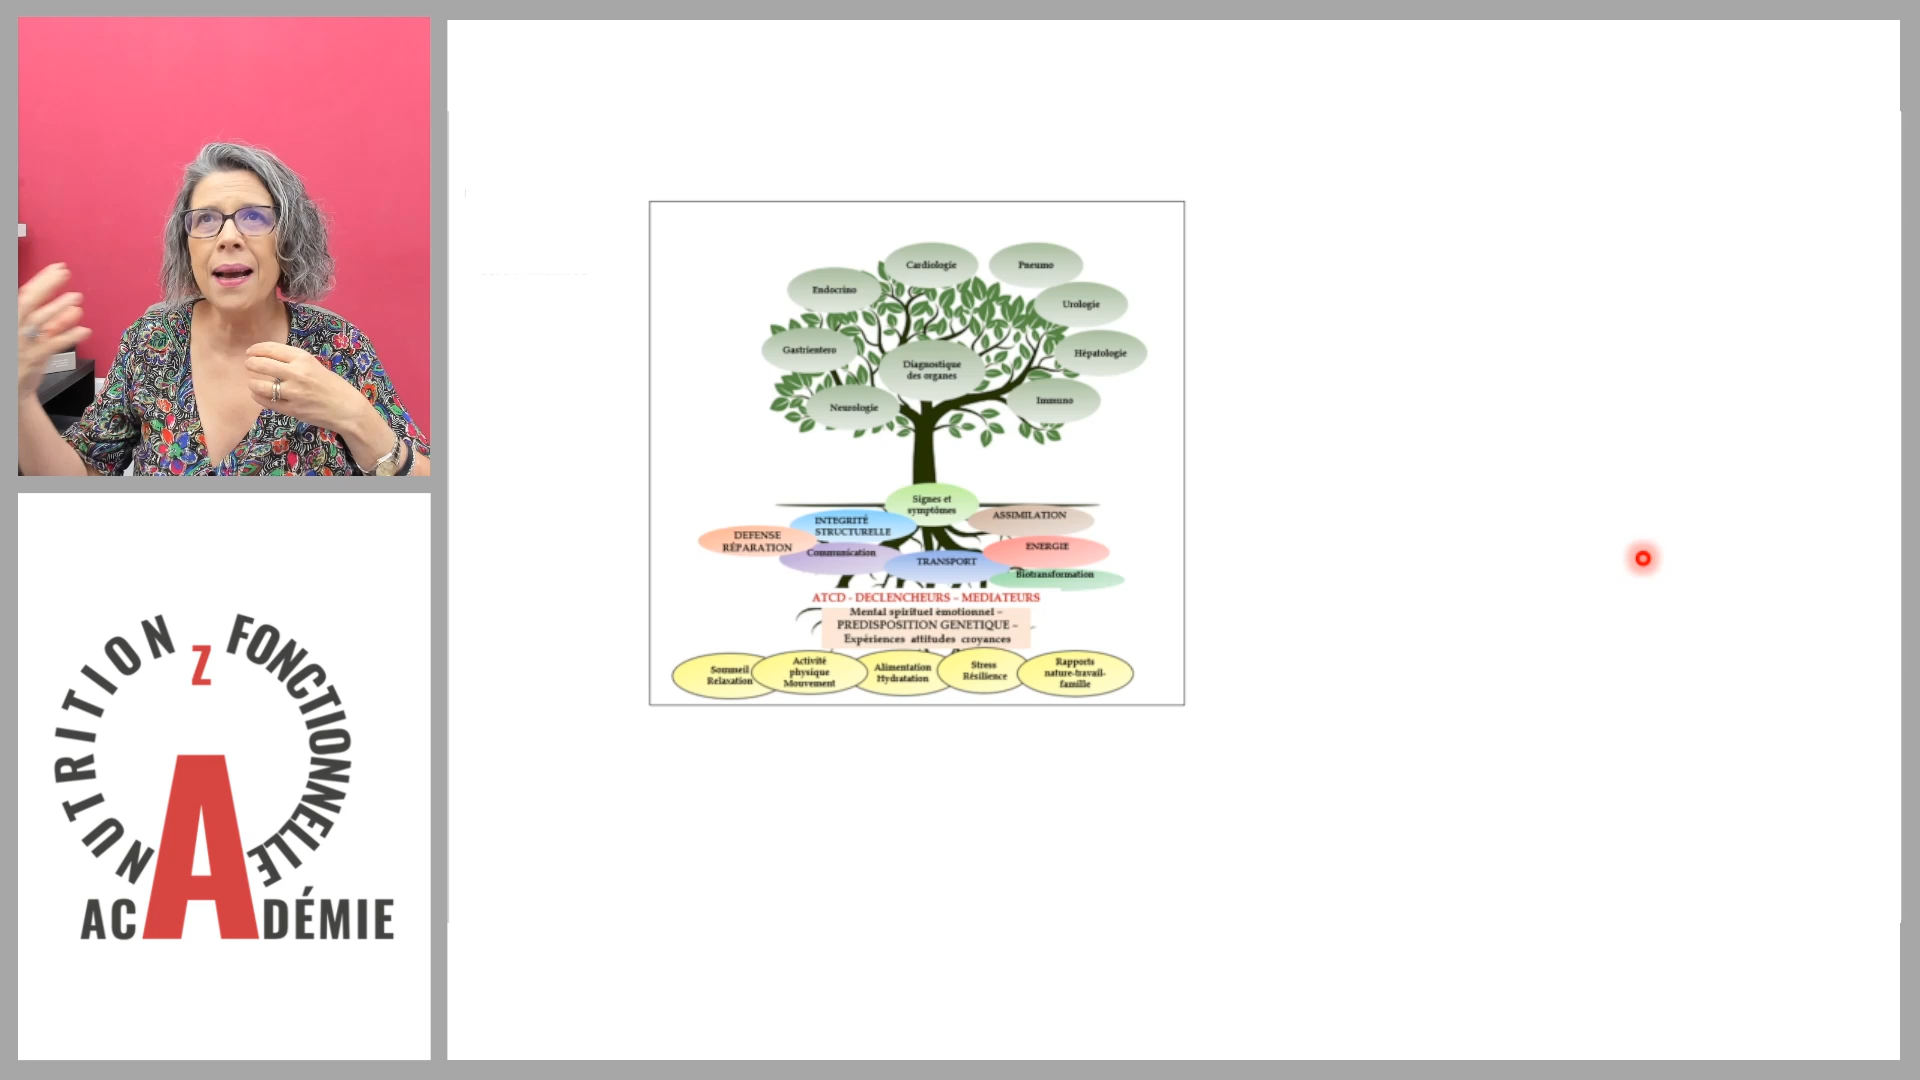 NUTRITION Z FONCTIONNELLE
ACADÉMIE
Cardiologie
Pneumo
Endocrino
Urologie
Gastrientero
Hépatologie
Diagnostique
des organes
Neurologie
Immuno
Signes et
symptômes
INTEGRITÉ
STRUCTURELLE
ASSIMILATION
DEFENSE
RÉPARATION
Communication
ENERGIE
TRANSPORT
Biotransformation
ATCD - DECLENCHEURS – MEDIATEURS
Mental spirituel émotionnel –
PREDISPOSITION GENETIQUE –
Expériences attitudes croyances
Sommeil
Relaxation
Activité
physique
Mouvement
Alimentation
Hydratation
Stress
Résilience
Rapports
nature-travail-
famille